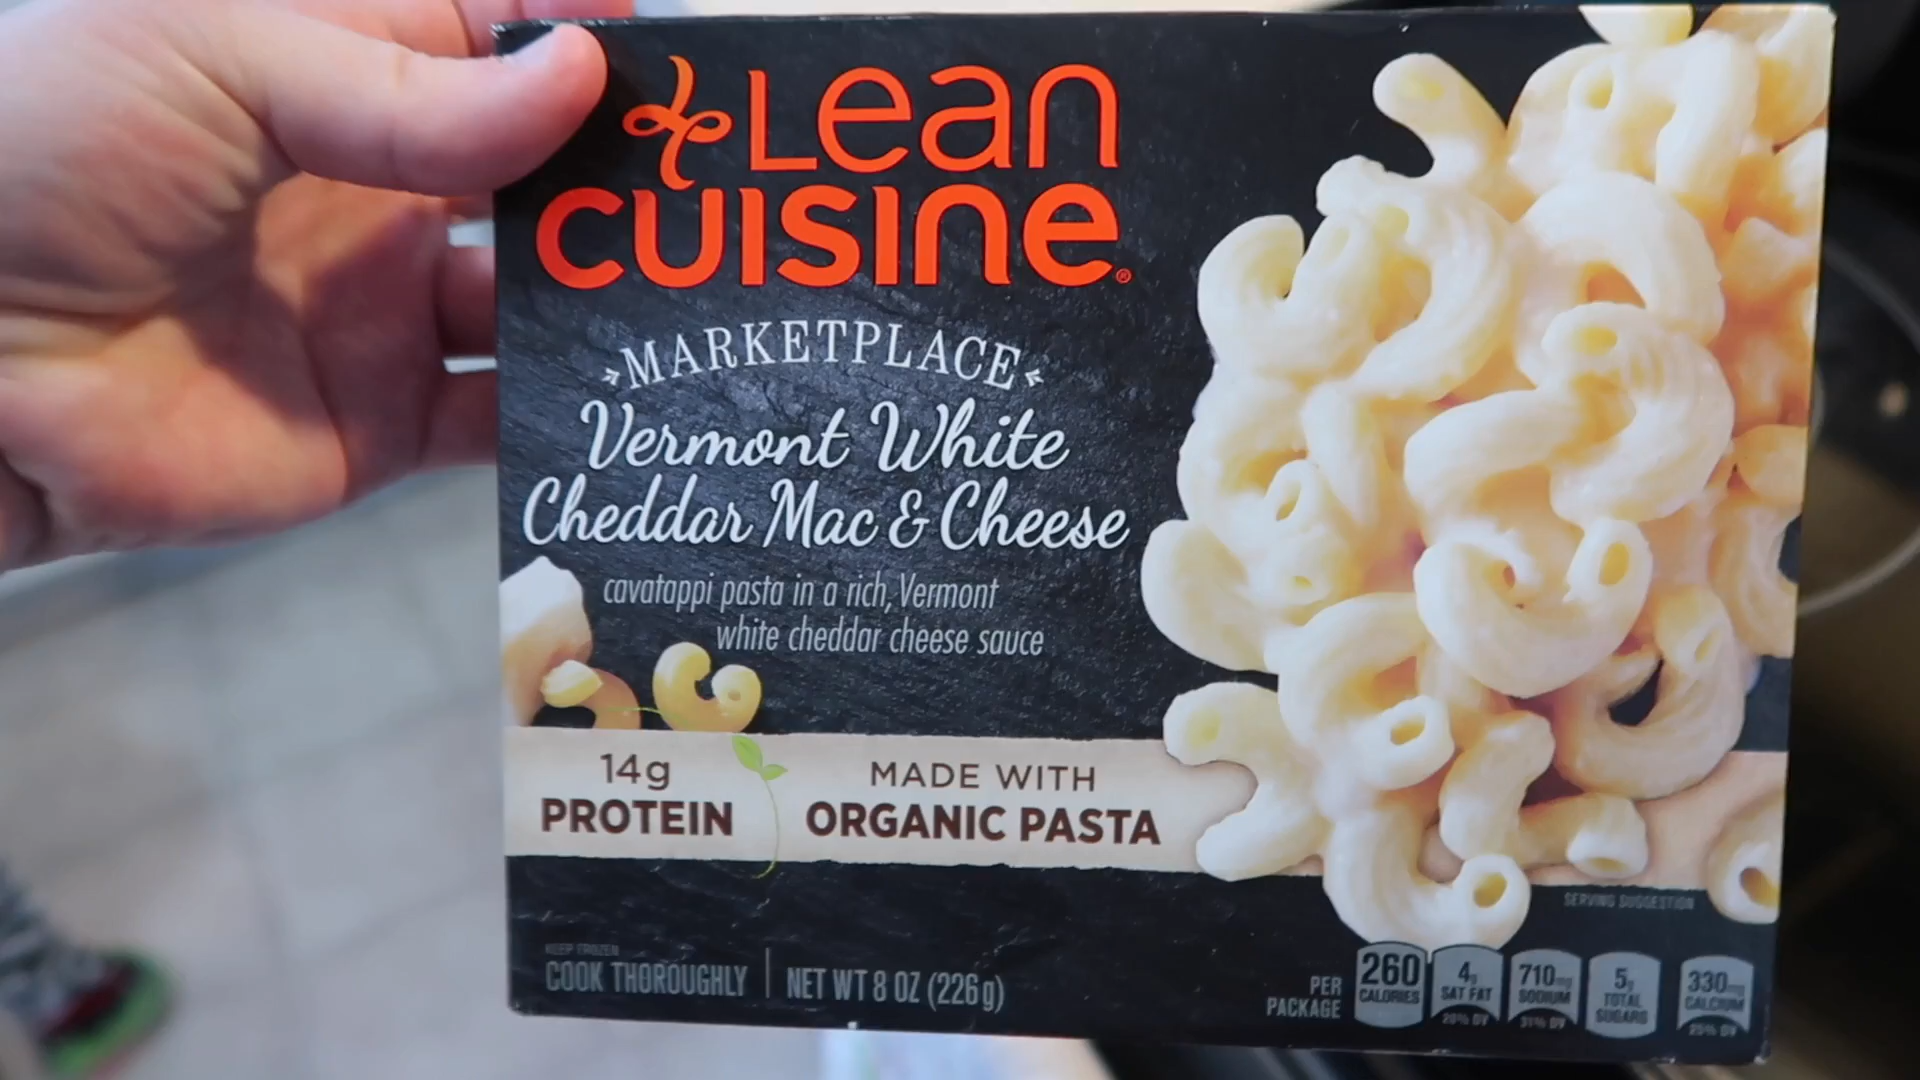 Lean
cuisine®
MARKETPLACE
Vermont White
Cheddar Mac & Cheese
cavatappi pasta in a rich, Vermont
white cheddar cheese sauce
14g
PROTEIN
MADE WITH
ORGANIC PASTA
SERVING SUGGESTION
KEEP FROZEN
COOK THOROUGHLY
NET WT 8 OZ (226g)
PER
PACKAGE
260
CALORIES
4g
SAT FAT
20% DV
710mg
SODIUM
31% DV
5g
TOTAL
SUGARS
330mg
CALCIUM
25% DV